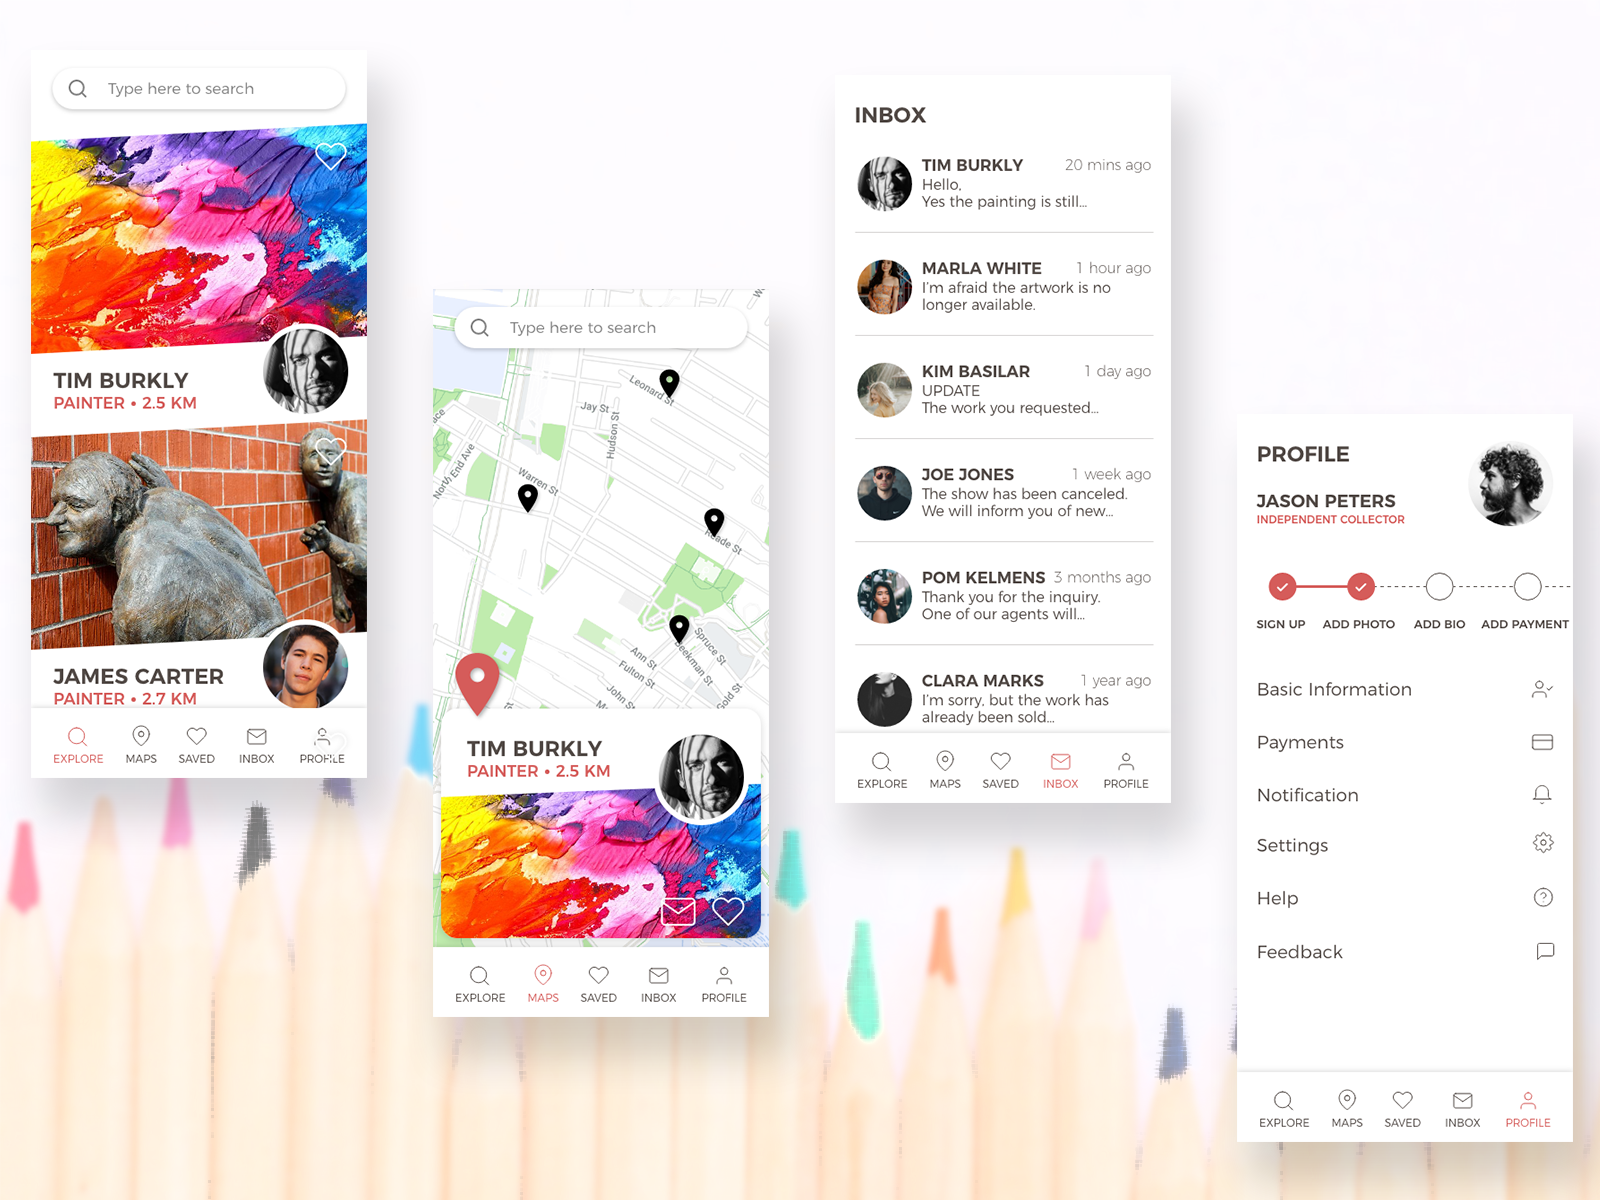 Type here to search
TIM BURKLY
PAINTER • 2.5 KM
JAMES CARTER
PAINTER • 2.7 KM
EXPLORE MAPS SAVED INBOX PROFILE
Type here to search
Leonard St
Jay St
Hudson St
North End Ave
Warren St
Reade St
Spruce St
Beekman St
Ann St
Fulton St
Gold St
John St
TIM BURKLY
PAINTER • 2.5 KM
EXPLORE MAPS SAVED INBOX PROFILE
INBOX
TIM BURKLY 20 mins ago
Hello,
Yes the painting is still...
MARLA WHITE 1 hour ago
I'm afraid the artwork is no
longer available.
KIM BASILAR 1 day ago
UPDATE
The work you requested...
JOE JONES 1 week ago
The show has been canceled.
We will inform you of new...
POM KELMENS 3 months ago
Thank you for the inquiry.
One of our agents will...
CLARA MARKS 1 year ago
I'm sorry, but the work has
already been sold...
EXPLORE MAPS SAVED INBOX PROFILE
PROFILE
JASON PETERS
INDEPENDENT COLLECTOR
SIGN UP ADD PHOTO ADD BIO ADD PAYMENT
Basic Information
Payments
Notification
Settings
Help
Feedback
EXPLORE MAPS SAVED INBOX PROFILE